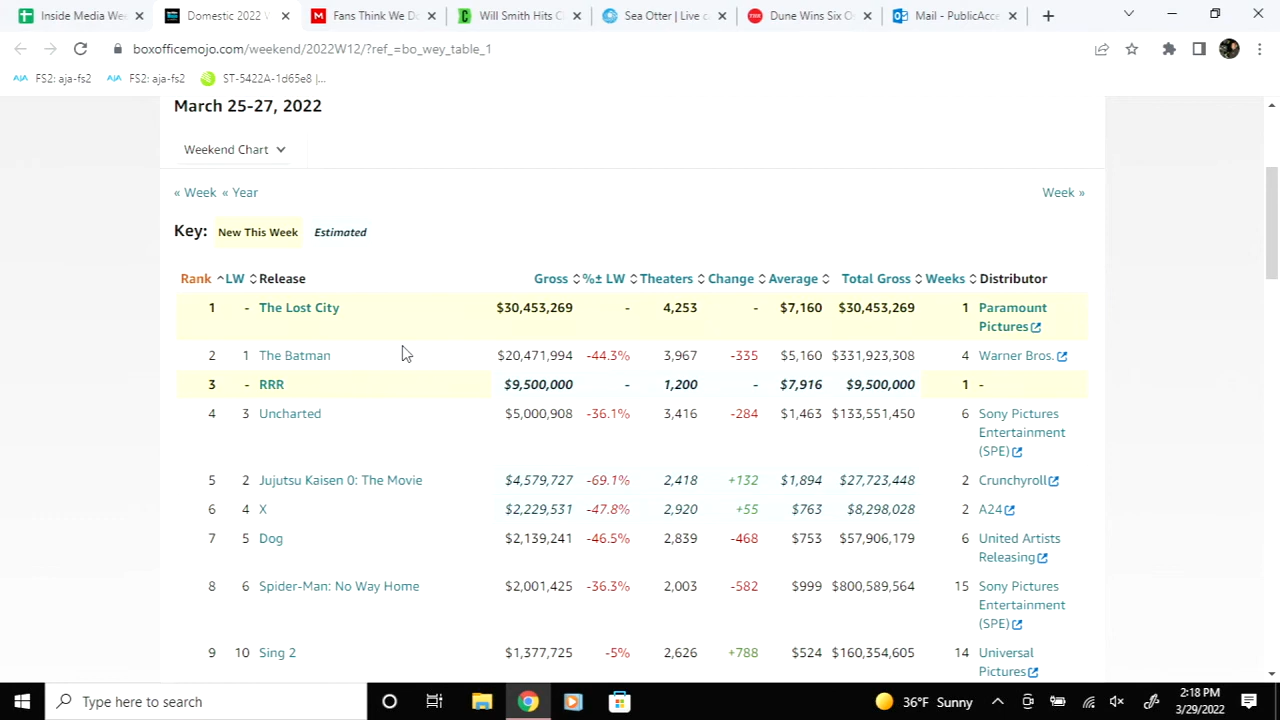 Inside Media Wee
Domestic 2022 W
Fans Think We D
Will Smith Hits C
Sea Otter | Live ca
Dune Wins Six O
Mail - PublicAcce
boxofficemojo.com/weekend/2022W12/?ref_=bo_wey_table_1
FS2: aja-fs2
FS2: aja-fs2
ST-5422A-1d65e8 |...
March 25-27, 2022
Weekend Chart
« Week « Year
Week »
Key: New This Week Estimated
Rank LW Release Gross %± LW Theaters Change Average Total Gross Weeks Distributor
1 - The Lost City $30,453,269 - 4,253 - $7,160 $30,453,269 1 Paramount
Pictures
2 1 The Batman $20,471,994 -44.3% 3,967 -335 $5,160 $331,923,308 4 Warner Bros.
3 - RRR $9,500,000 - 1,200 - $7,916 $9,500,000 1 -
4 3 Uncharted $5,000,908 -36.1% 3,416 -284 $1,463 $133,551,450 6 Sony Pictures
Entertainment
(SPE)
5 2 Jujutsu Kaisen 0: The Movie $4,579,727 -69.1% 2,418 +132 $1,894 $27,723,448 2 Crunchyroll
6 4 X $2,229,531 -47.8% 2,920 +55 $763 $8,298,028 2 A24
7 5 Dog $2,139,241 -46.5% 2,839 -468 $753 $57,906,179 6 United Artists
Releasing
8 6 Spider-Man: No Way Home $2,001,425 -36.3% 2,003 -582 $999 $800,589,564 15 Sony Pictures
Entertainment
(SPE)
9 10 Sing 2 $1,377,725 -5% 2,626 +788 $524 $160,354,605 14 Universal
Pictures
Type here to search
36°F Sunny
2:18 PM
3/29/2022